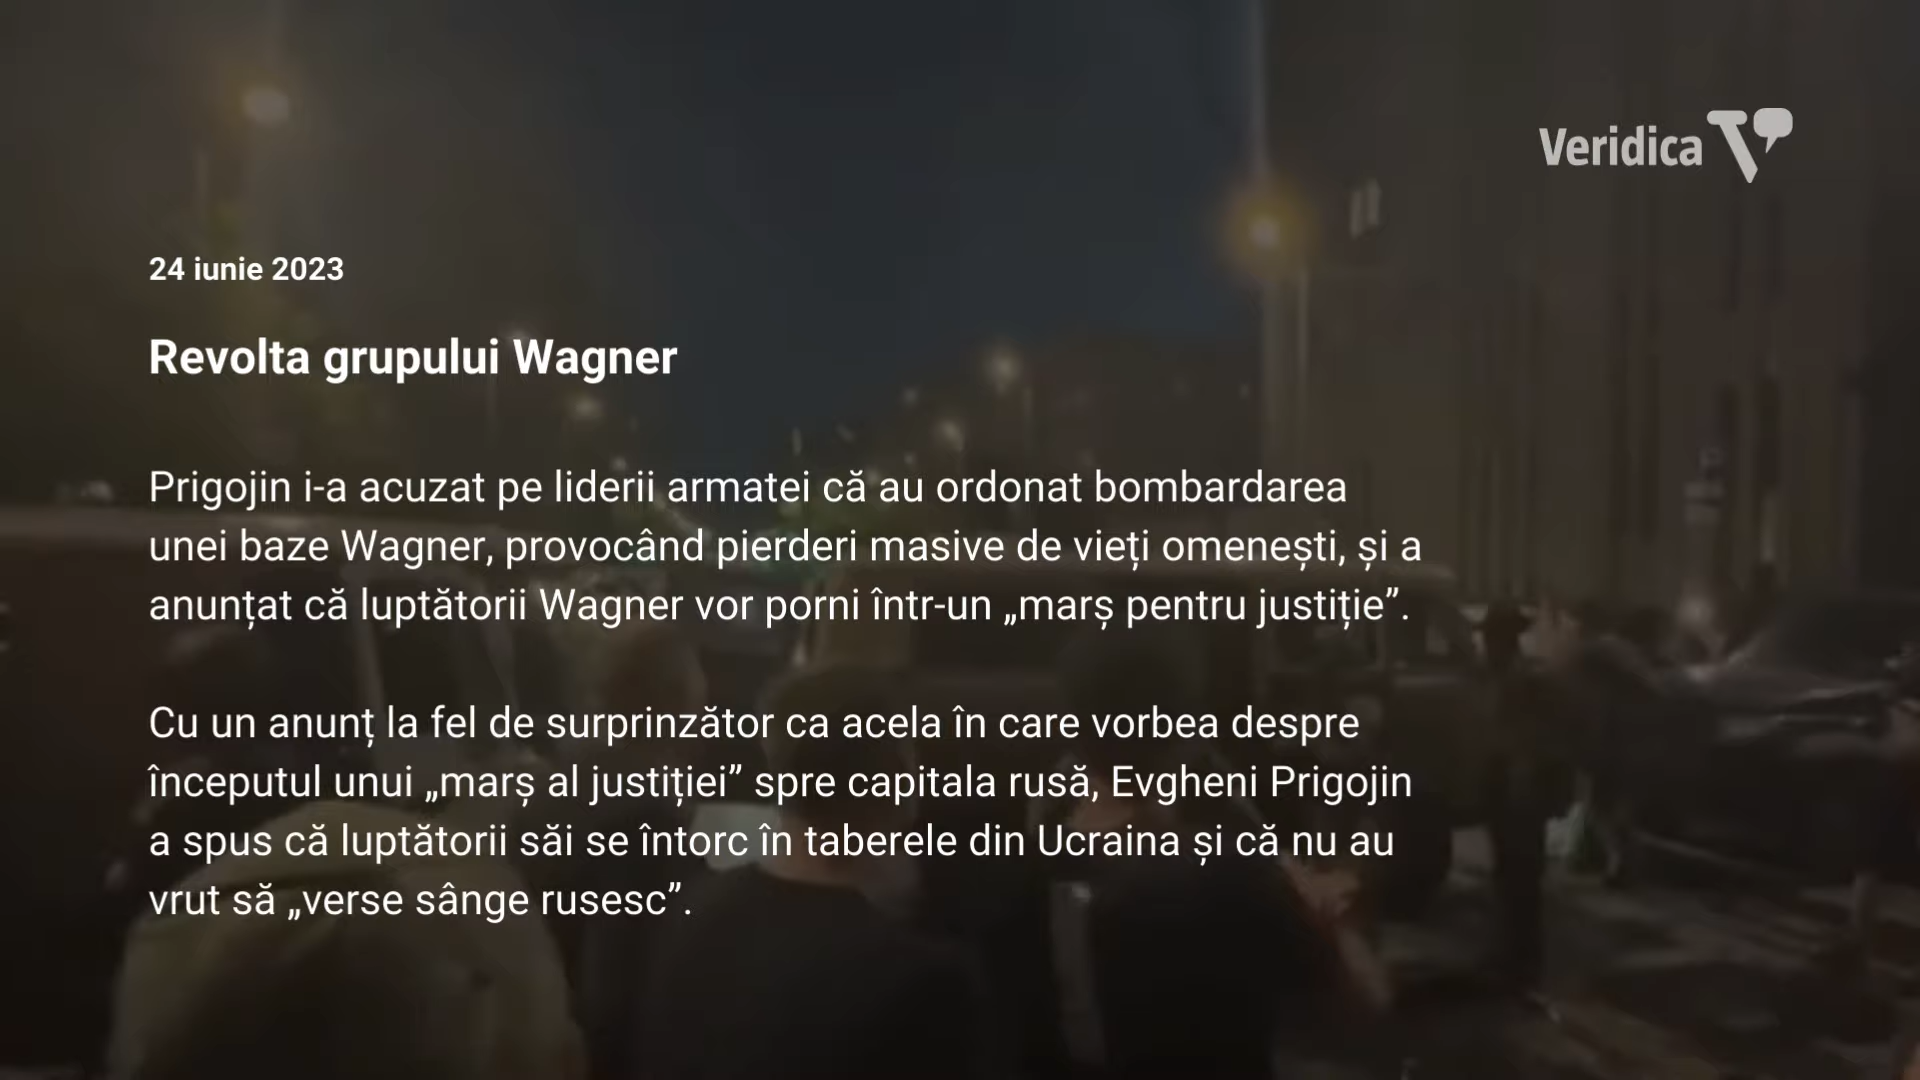 Veridica
24 iunie 2023
Revolta grupului Wagner
Prigojin i-a acuzat pe liderii armatei că au ordonat bombardarea
unei baze Wagner, provocând pierderi masive de vieți omenești, și a
anunțat că luptătorii Wagner vor porni într-un „marș pentru justiție”.
Cu un anunț la fel de surprinzător ca acela în care vorbea despre
începutul unui „marș al justiției” spre capitala rusă, Evgheni Prigojin
a spus că luptătorii săi se întorc în taberele din Ucraina și că nu au
vrut să „verse sânge rusesc”.